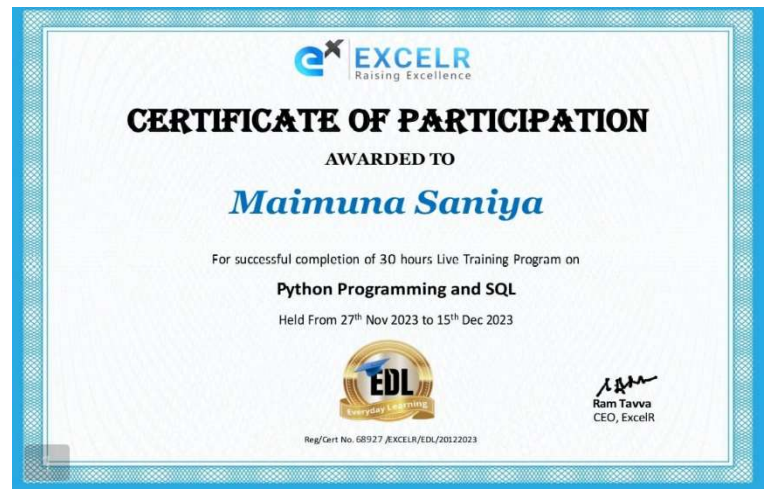 ex EXCELR
Raising Excellence
CERTIFICATE OF PARTICIPATION
AWARDED TO
Maimuna Saniya
For successful completion of 30 hours Live Training Program on
Python Programming and SQL
Held From 27th Nov 2023 to 15th Dec 2023
EDL
Everyday Learning
Ram Tavva
CEO, ExcelR
Reg/Cert No. 68927 /EXCELR/EDL/20122023